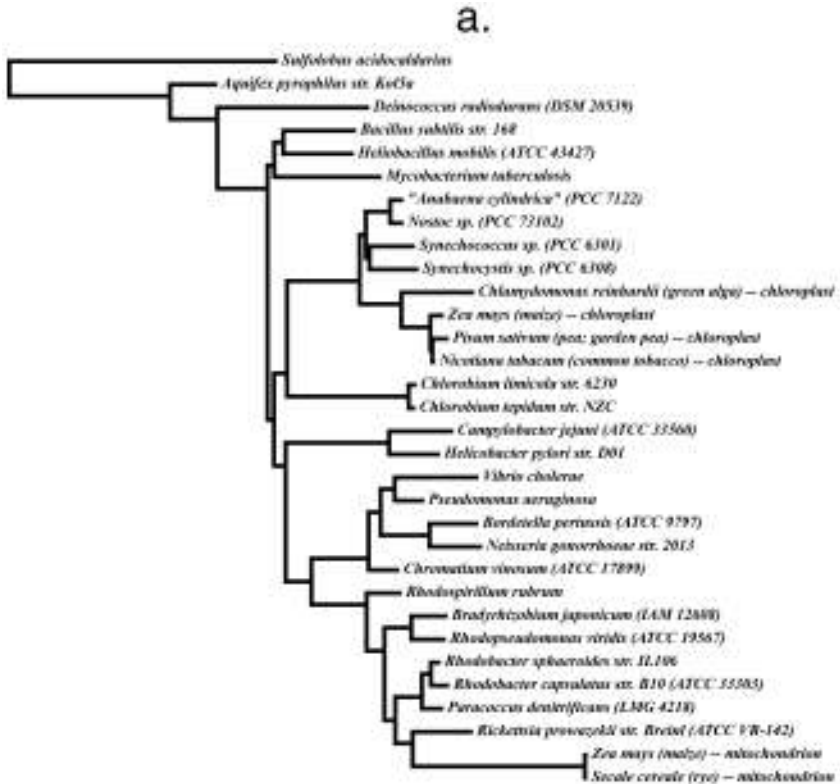 a.
Sulfolobus acidocaldarius
Aquifex pyrophilus str. Kol5a
Deinococcus radiodurans (DSM 20539)
Bacillus subtilis str. 168
Heliobacillus mobilis (ATCC 43427)
Mycobacterium tuberculosis
"Anabaena cylindrica" (PCC 7122)
Nostoc sp. (PCC 73102)
Synechococcus sp. (PCC 6301)
Synechocystis sp. (PCC 6308)
Chlamydomonas reinhardii (green alga) -- chloroplast
Zea mays (maize) -- chloroplast
Pisum sativum (pea; garden pea) -- chloroplast
Nicotiana tabacum (common tobacco) -- chloroplast
Chlorobium limicola str. 6230
Chlorobium tepidum str. NZC
Campylobacter jejuni (ATCC 33560)
Helicobacter pylori str. D01
Vibrio cholerae
Pseudomonas aeruginosa
Bordetella pertussis (ATCC 9797)
Neisseria gonorrhoeae str. 2013
Chromatium vinosum (ATCC 17899)
Rhodospirillum rubrum
Bradyrhizobium japonicum (IAM 12608)
Rhodopseudomonas viridis (ATCC 19567)
Rhodobacter sphaeroides str. IL106
Rhodobacter capsulatus str. B10 (ATCC 33303)
Paracoccus denitrificans (LMG 4218)
Rickettsia prowazekii str. Breinl (ATCC VR-142)
Zea mays (maize) -- mitochondrion
Secale cereale (rye) -- mitochondrion